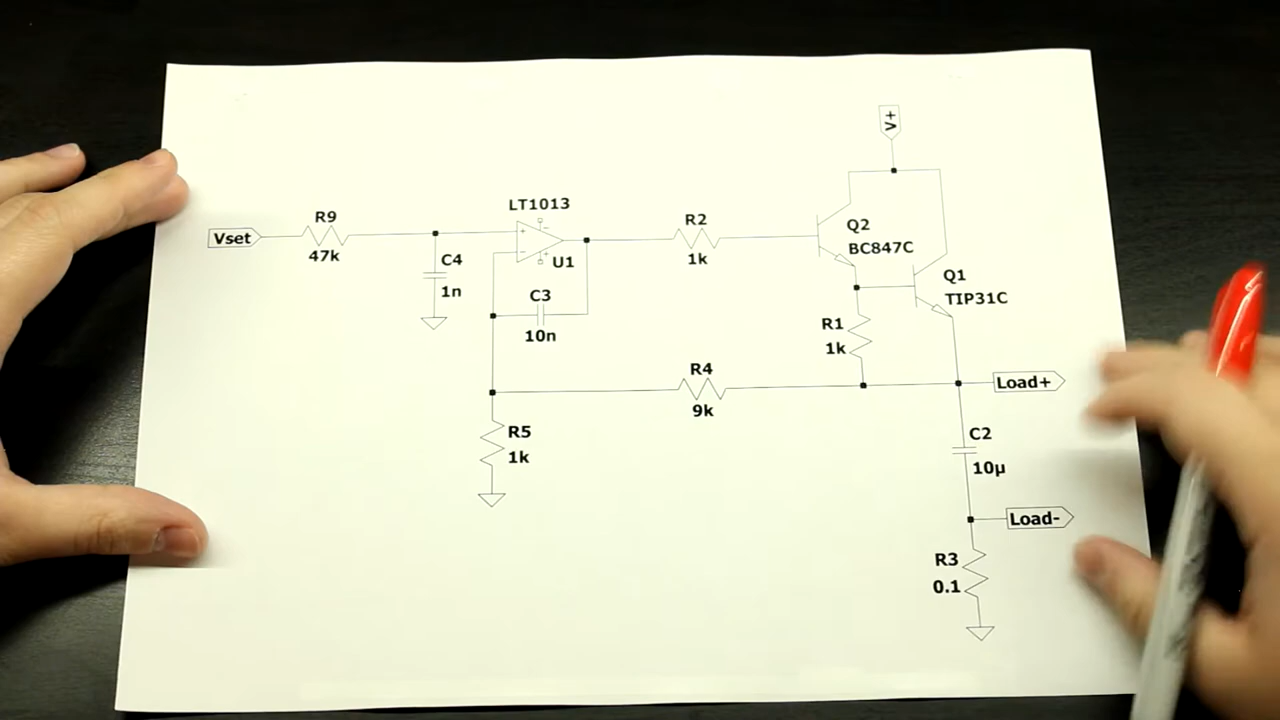 V+
LT1013
R9
Vset
47k
C4
1n
U1
C3
10n
R2
1k
Q2
BC847C
Q1
TIP31C
R1
1k
R4
9k
Load+
R5
1k
C2
10µ
Load-
R3
0.1